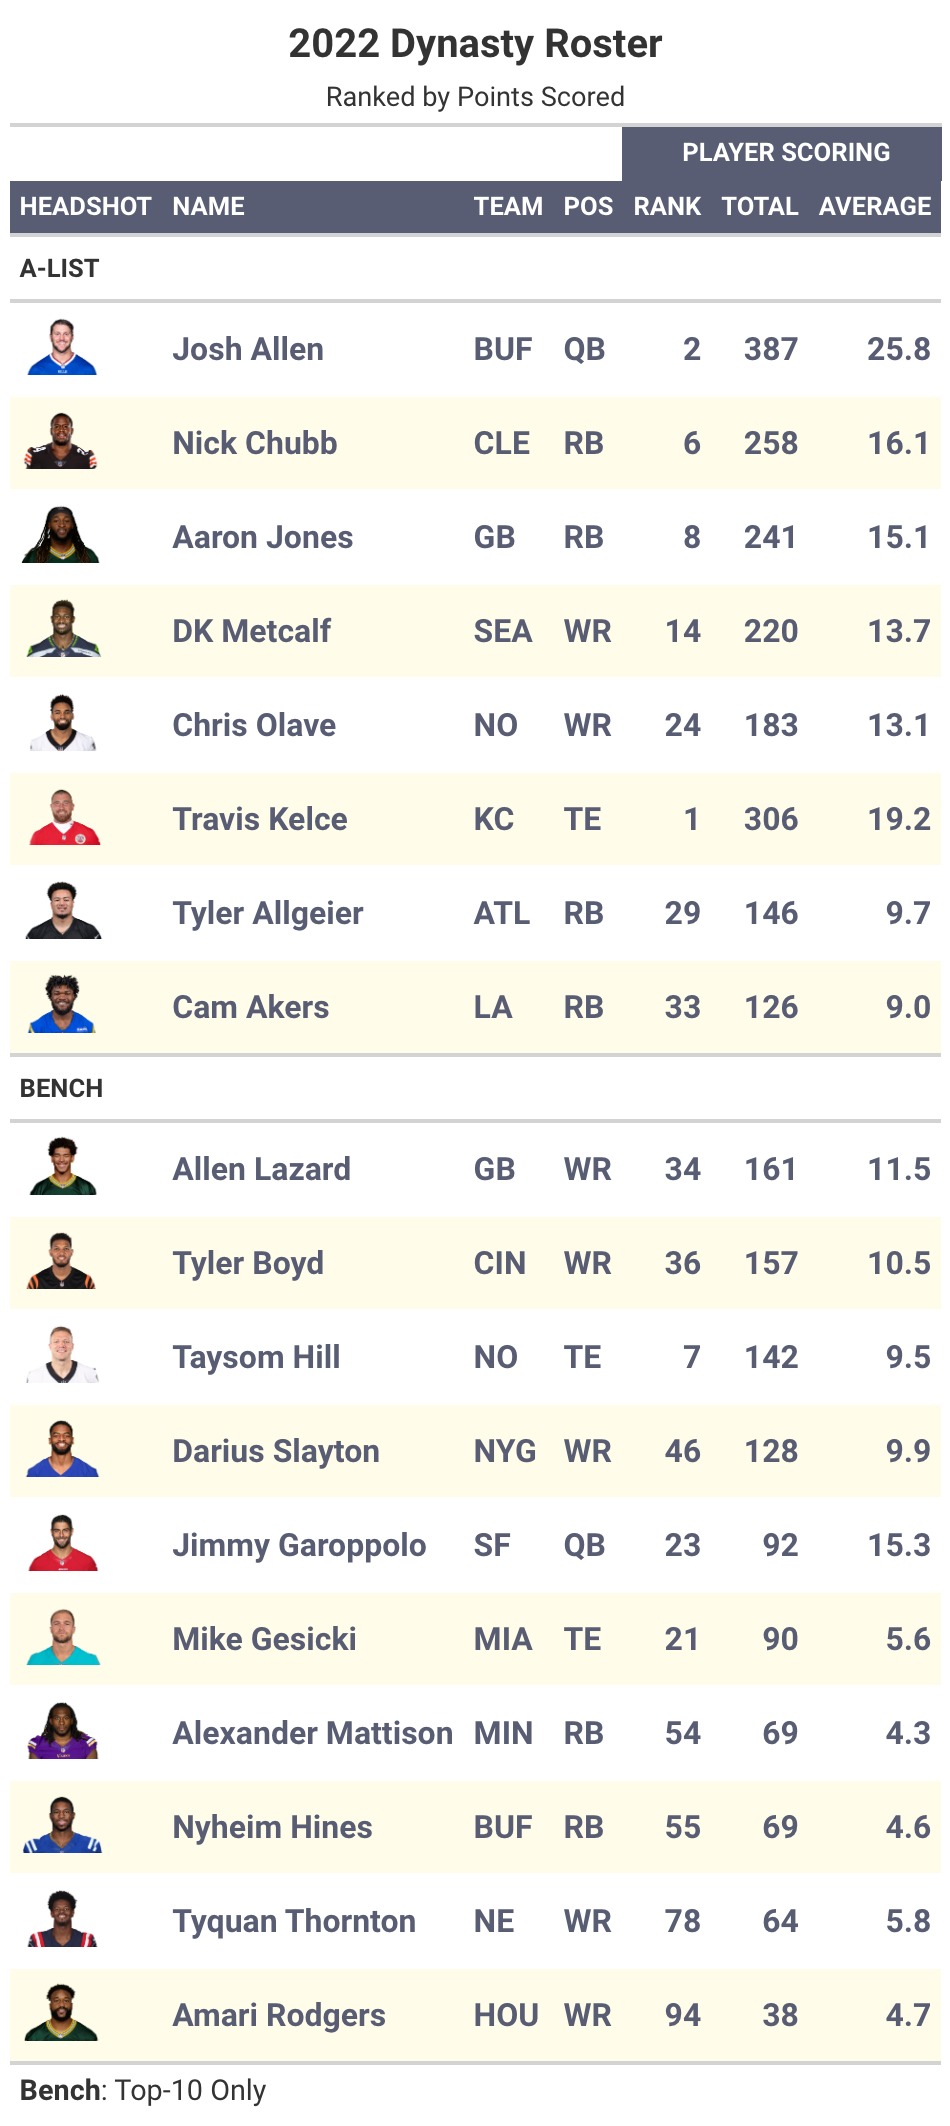 2022 Dynasty Roster
Ranked by Points Scored
PLAYER SCORING
HEADSHOT NAME TEAM POS RANK TOTAL AVERAGE
A-LIST
Josh Allen BUF QB 2 387 25.8
Nick Chubb CLE RB 6 258 16.1
Aaron Jones GB RB 8 241 15.1
DK Metcalf SEA WR 14 220 13.7
Chris Olave NO WR 24 183 13.1
Travis Kelce KC TE 1 306 19.2
Tyler Allgeier ATL RB 29 146 9.7
Cam Akers LA RB 33 126 9.0
BENCH
Allen Lazard GB WR 34 161 11.5
Tyler Boyd CIN WR 36 157 10.5
Taysom Hill NO TE 7 142 9.5
Darius Slayton NYG WR 46 128 9.9
Jimmy Garoppolo SF QB 23 92 15.3
Mike Gesicki MIA TE 21 90 5.6
Alexander Mattison MIN RB 54 69 4.3
Nyheim Hines BUF RB 55 69 4.6
Tyquan Thornton NE WR 78 64 5.8
Amari Rodgers HOU WR 94 38 4.7
Bench: Top-10 Only